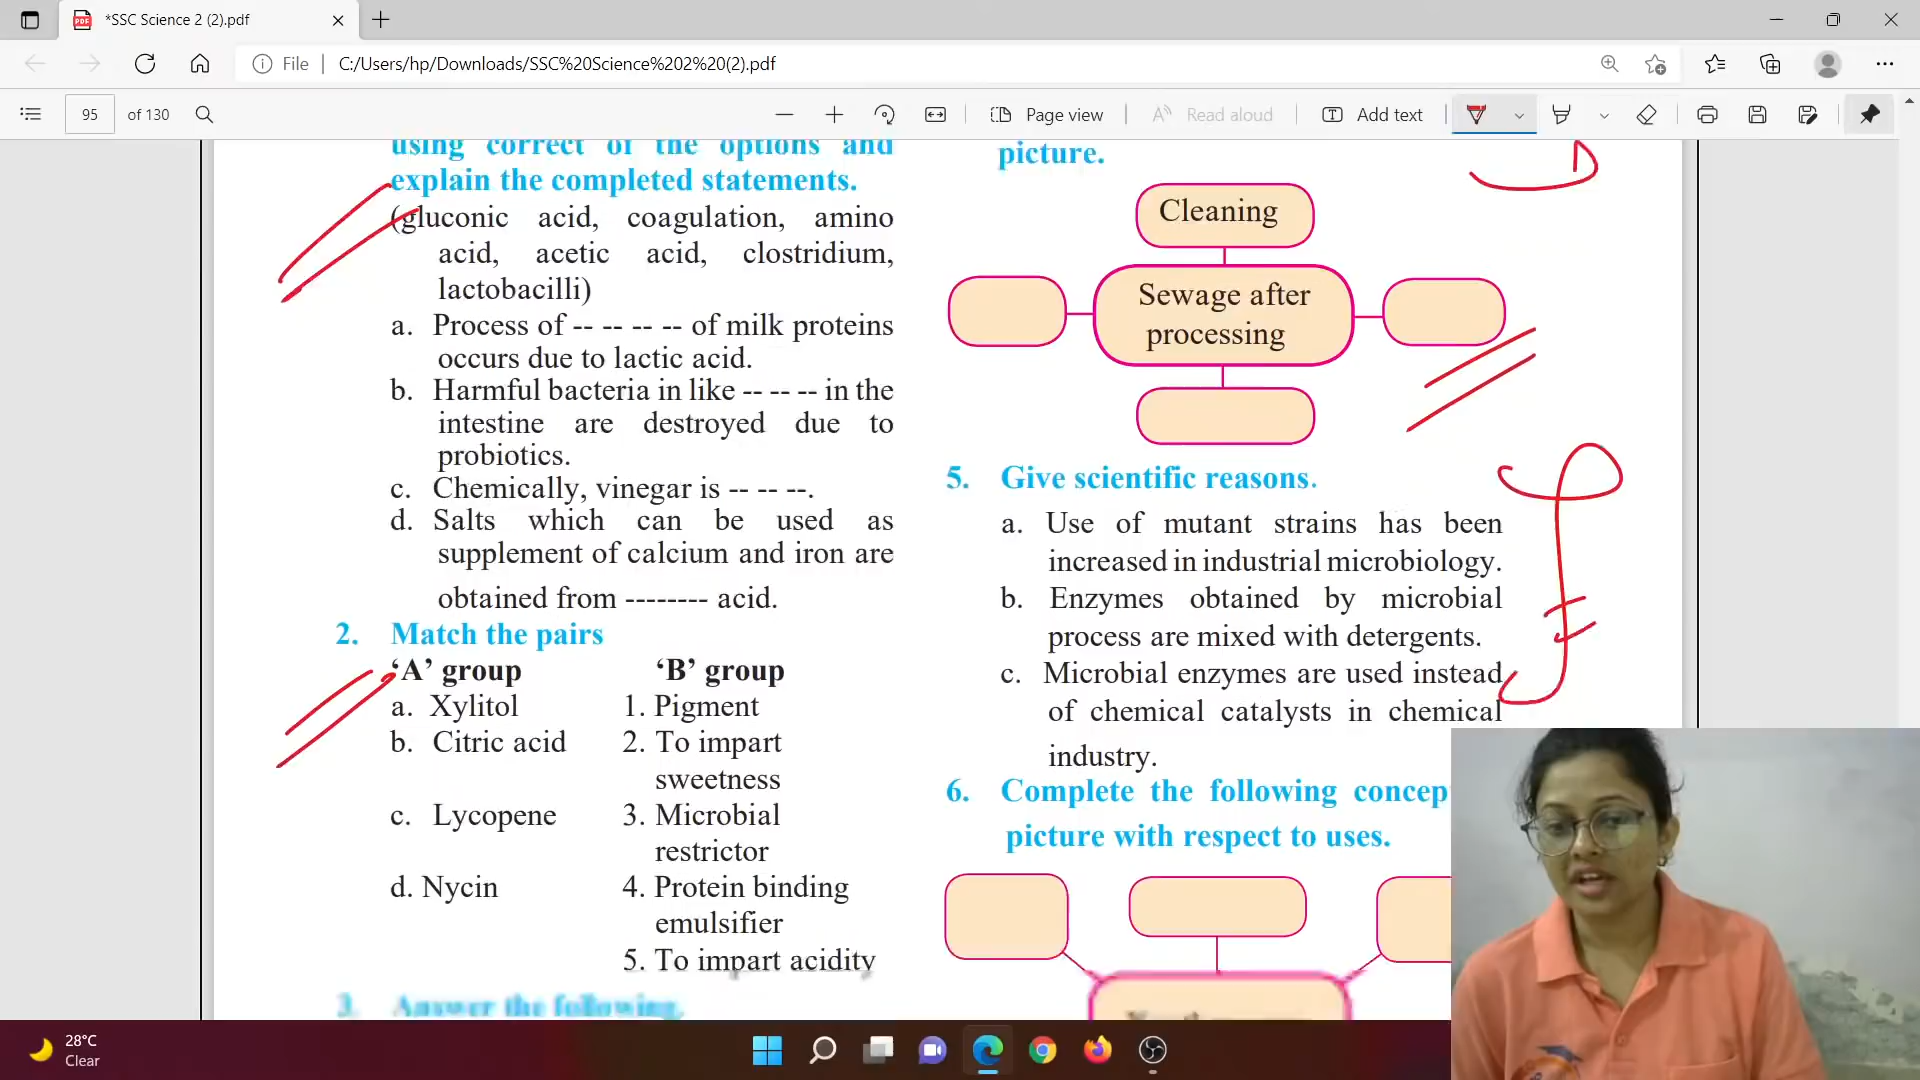 *SSC Science 2 (2).pdf
File
C:/Users/hp/Downloads/SSC%20Science%202%20(2).pdf
95 of 130
Page view
Read aloud
Add text
using correct of the options and
explain the completed statements.
(gluconic acid, coagulation, amino
acid, acetic acid, clostridium,
lactobacilli)
a. Process of -- -- -- -- of milk proteins
occurs due to lactic acid.
b. Harmful bacteria in like -- -- -- in the
intestine are destroyed due to
probiotics.
c. Chemically, vinegar is -- -- --.
d. Salts which can be used as
supplement of calcium and iron are
obtained from -------- acid.
2. Match the pairs
‘A’ group ‘B’ group
a. Xylitol 1. Pigment
b. Citric acid 2. To impart
sweetness
c. Lycopene 3. Microbial
restrictor
d. Nycin 4. Protein binding
emulsifier
5. To impart acidity
3. Answer the following.
picture.
Cleaning
Sewage after
processing
5. Give scientific reasons.
a. Use of mutant strains has been
increased in industrial microbiology.
b. Enzymes obtained by microbial
process are mixed with detergents.
c. Microbial enzymes are used instead
of chemical catalysts in chemical
industry.
6. Complete the following concep
picture with respect to uses.
28°C
Clear